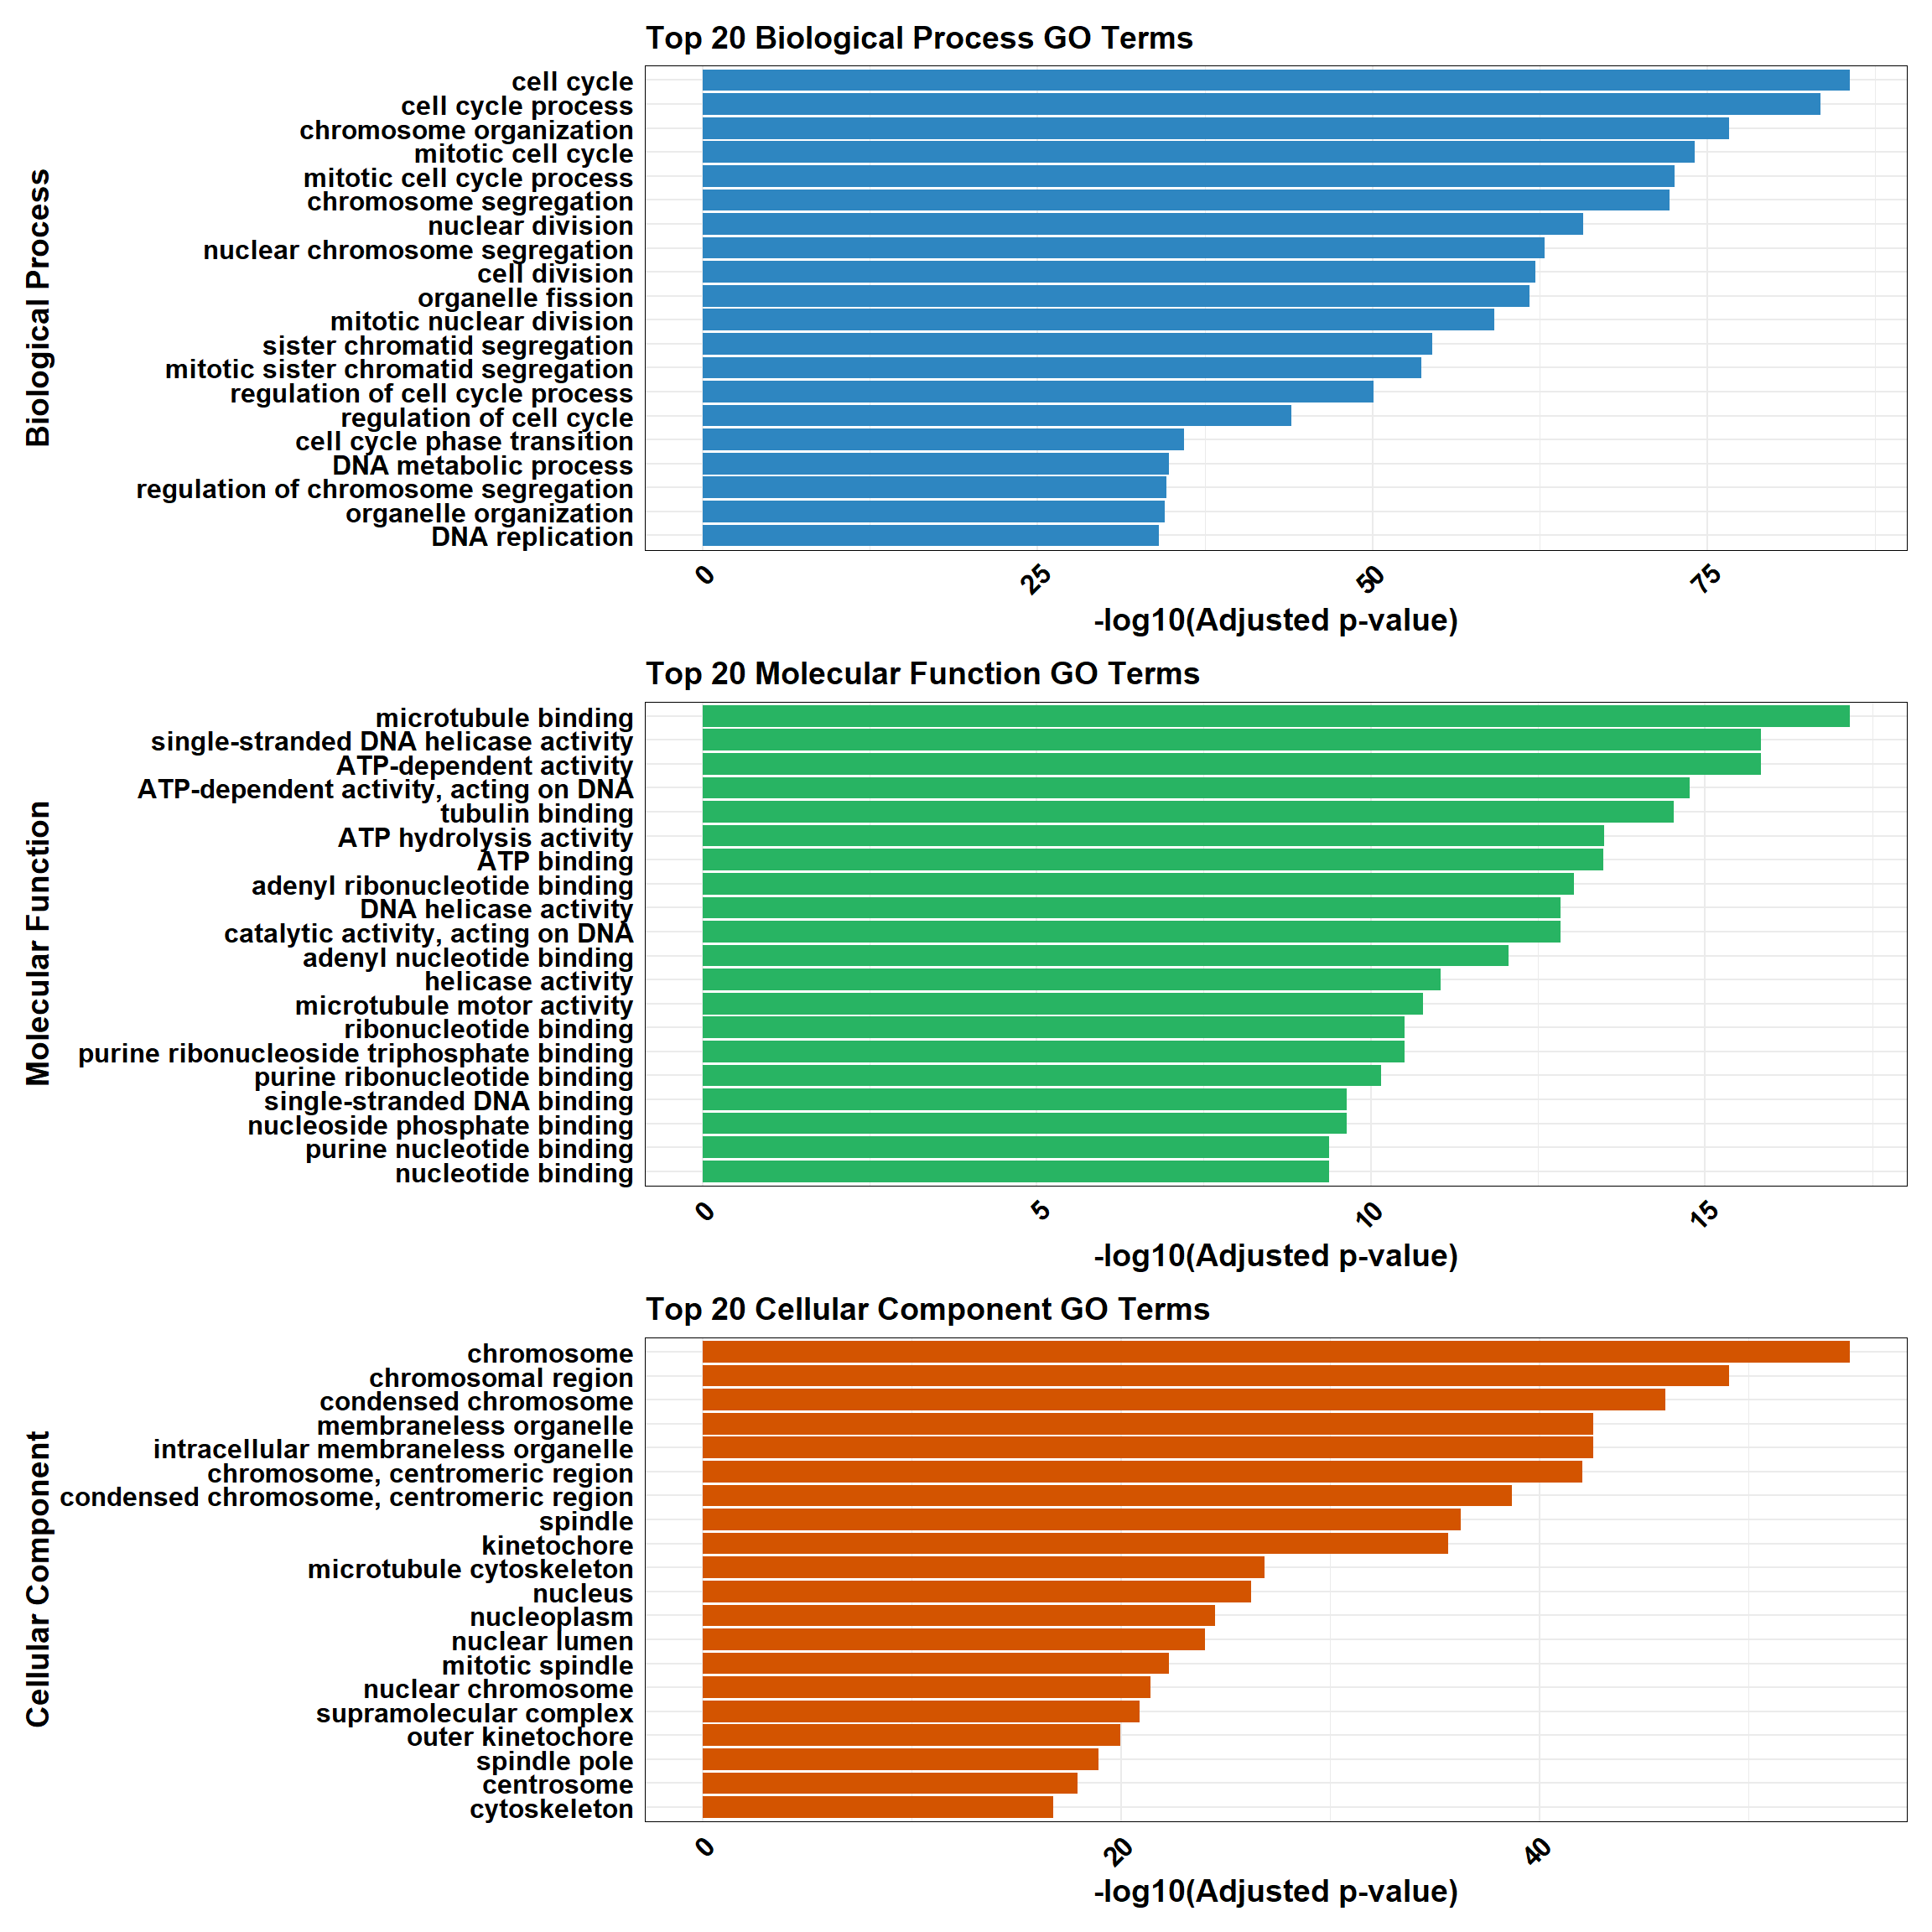 Top 20 Biological Process GO Terms
Biological Process
cell cycle
cell cycle process
chromosome organization
mitotic cell cycle
mitotic cell cycle process
chromosome segregation
nuclear division
nuclear chromosome segregation
cell division
organelle fission
mitotic nuclear division
sister chromatid segregation
mitotic sister chromatid segregation
regulation of cell cycle process
regulation of cell cycle
cell cycle phase transition
DNA metabolic process
regulation of chromosome segregation
organelle organization
DNA replication
0 25 50 75
-log10(Adjusted p-value)
Top 20 Molecular Function GO Terms
Molecular Function
microtubule binding
single-stranded DNA helicase activity
ATP-dependent activity
ATP-dependent activity, acting on DNA
tubulin binding
ATP hydrolysis activity
ATP binding
adenyl ribonucleotide binding
DNA helicase activity
catalytic activity, acting on DNA
adenyl nucleotide binding
helicase activity
microtubule motor activity
ribonucleotide binding
purine ribonucleoside triphosphate binding
purine ribonucleotide binding
single-stranded DNA binding
nucleoside phosphate binding
purine nucleotide binding
nucleotide binding
0 5 10 15
-log10(Adjusted p-value)
Top 20 Cellular Component GO Terms
Cellular Component
chromosome
chromosomal region
condensed chromosome
membraneless organelle
intracellular membraneless organelle
chromosome, centromeric region
condensed chromosome, centromeric region
spindle
kinetochore
microtubule cytoskeleton
nucleus
nucleoplasm
nuclear lumen
mitotic spindle
nuclear chromosome
supramolecular complex
outer kinetochore
spindle pole
centrosome
cytoskeleton
0 20 40
-log10(Adjusted p-value)